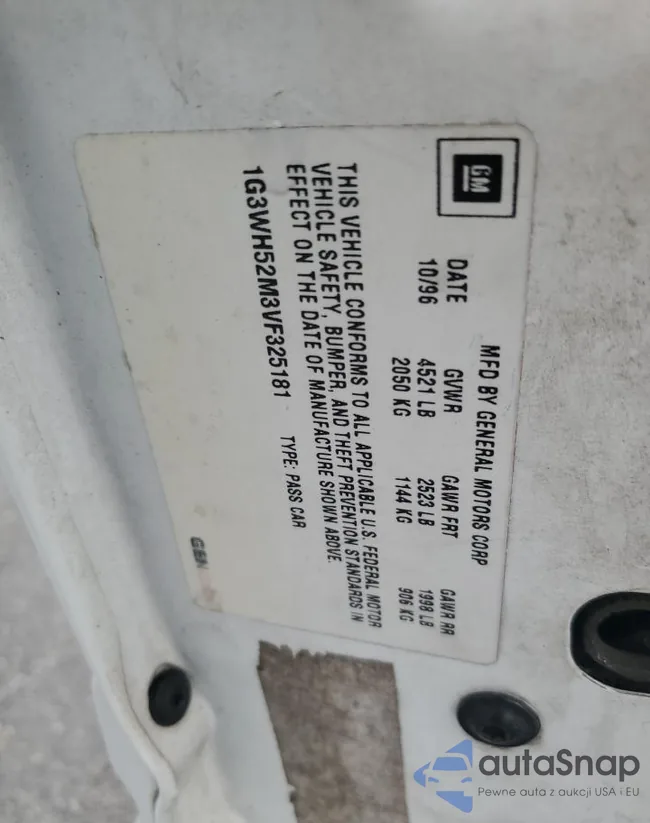 GM
MFD BY GENERAL MOTORS CORP
DATE GVWR GAWR FRT GAWR RR
10/96 4521 LB 2523 LB 1998 LB
2050 KG 1144 KG 906 KG
THIS VEHICLE CONFORMS TO ALL APPLICABLE U.S. FEDERAL MOTOR
VEHICLE SAFETY, BUMPER, AND THEFT PREVENTION STANDARDS IN
EFFECT ON THE DATE OF MANUFACTURE SHOWN ABOVE.
1G3WH52M3VF325181 TYPE: PASS CAR
autaSnap
Pewne auta z aukcji USA i EU